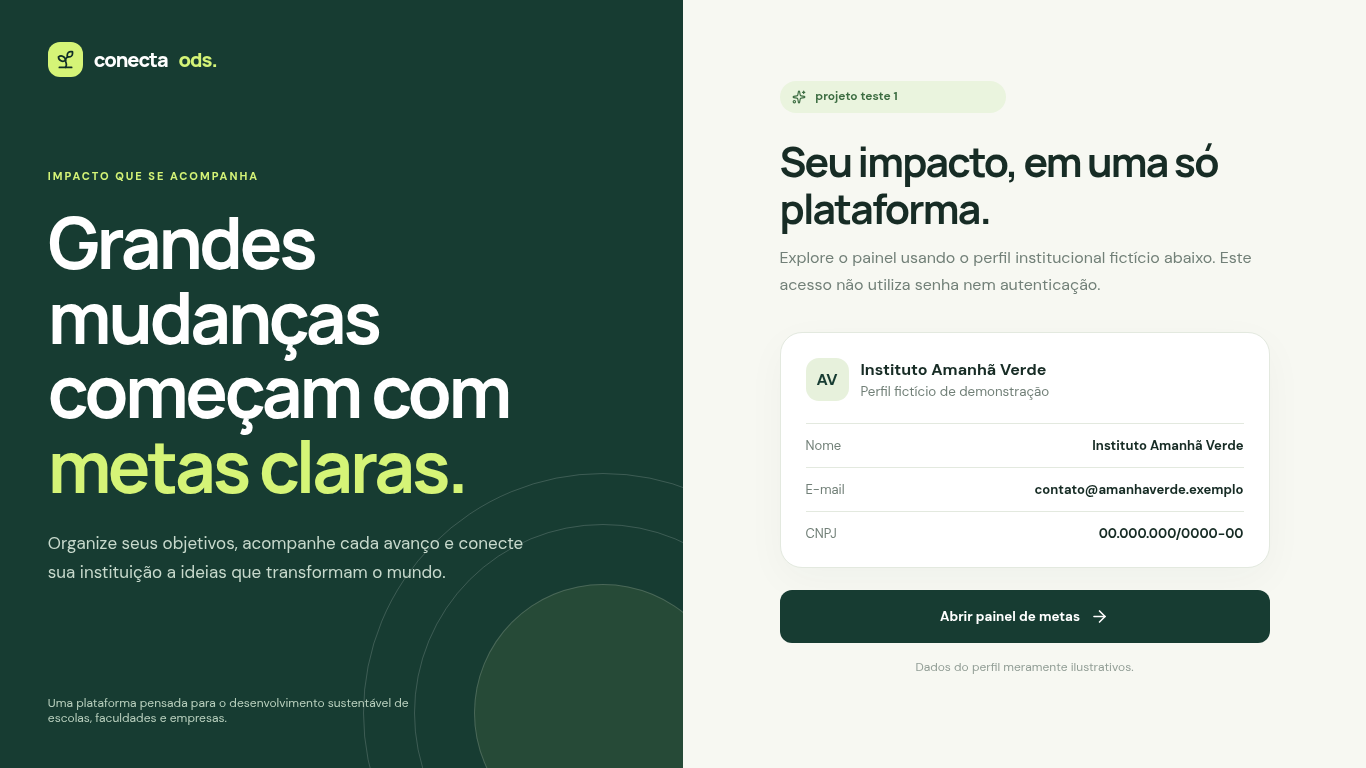 conecta ods.
IMPACTO QUE SE ACOMPANHA
Grandes
mudanças
começam com
metas claras.
Organize seus objetivos, acompanhe cada avanço e conecte
sua instituição a ideias que transformam o mundo.
Uma plataforma pensada para o desenvolvimento sustentável de
escolas, faculdades e empresas.
projeto teste 1
Seu impacto, em uma só
plataforma.
Explore o painel usando o perfil institucional fictício abaixo. Este
acesso não utiliza senha nem autenticação.
AV
Instituto Amanhã Verde
Perfil fictício de demonstração
Nome Instituto Amanhã Verde
E-mail contato@amanhaverde.exemplo
CNPJ 00.000.000/0000-00
Abrir painel de metas →
Dados do perfil meramente ilustrativos.